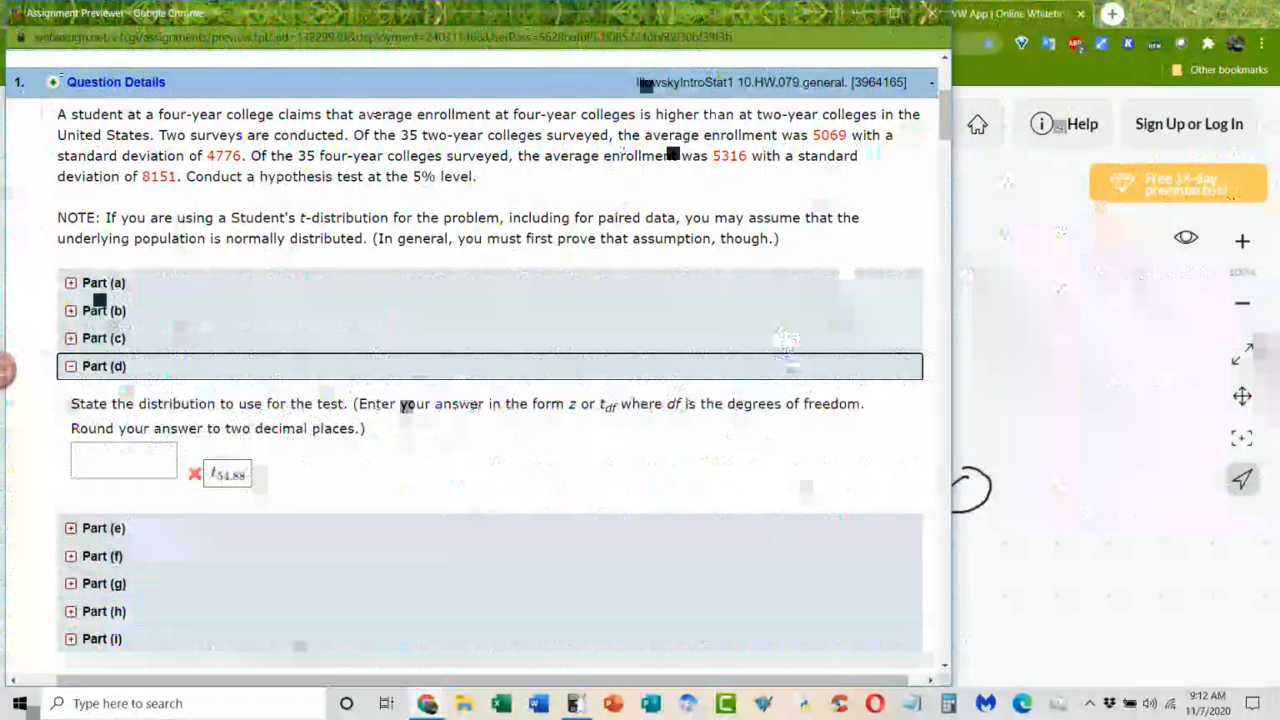 Assignment Previewer - Google Chrome
VW App | Online Whiteb
Other bookmarks
1. Question Details
IllowskyIntroStat1 10.HW.079.general. [3964165]
A student at a four-year college claims that average enrollment at four-year colleges is higher than at two-year colleges in the
United States. Two surveys are conducted. Of the 35 two-year colleges surveyed, the average enrollment was 5069 with a
standard deviation of 4776. Of the 35 four-year colleges surveyed, the average enrollment was 5316 with a standard
deviation of 8151. Conduct a hypothesis test at the 5% level.
NOTE: If you are using a Student's t-distribution for the problem, including for paired data, you may assume that the
underlying population is normally distributed. (In general, you must first prove that assumption, though.)
Part (a)
Part (b)
Part (c)
Part (d)
State the distribution to use for the test. (Enter your answer in the form z or tdf where df is the degrees of freedom.
Round your answer to two decimal places.)
t54.88
Part (e)
Part (f)
Part (g)
Part (h)
Part (i)
Help
Sign Up or Log In
Free 14-day
premium trial
100%
Type here to search
9:12 AM
11/7/2020